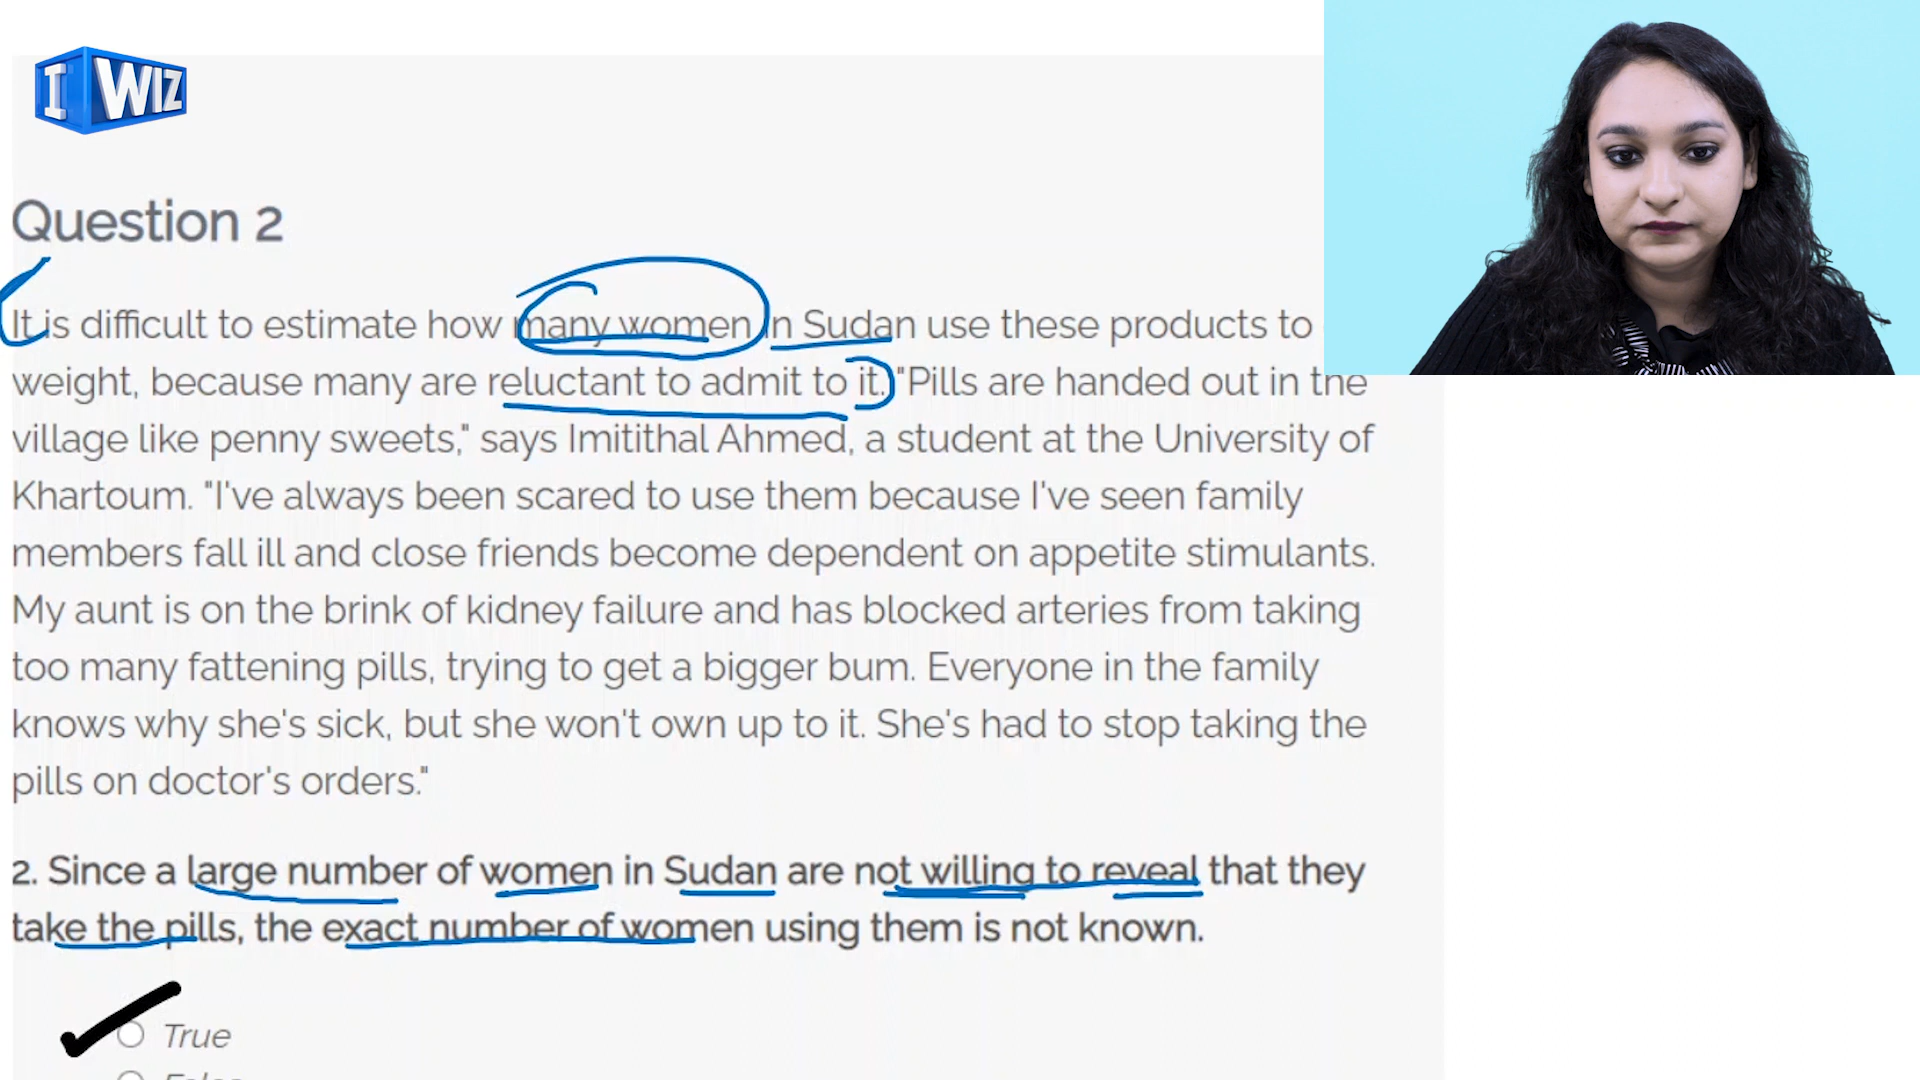 I WIZ
Question 2
It is difficult to estimate how many women in Sudan use these products to
weight, because many are reluctant to admit to it. "Pills are handed out in the
village like penny sweets," says Imitithal Ahmed, a student at the University of
Khartoum. "I've always been scared to use them because I've seen family
members fall ill and close friends become dependent on appetite stimulants.
My aunt is on the brink of kidney failure and has blocked arteries from taking
too many fattening pills, trying to get a bigger bum. Everyone in the family
knows why she's sick, but she won't own up to it. She's had to stop taking the
pills on doctor's orders."
2. Since a large number of women in Sudan are not willing to reveal that they
take the pills, the exact number of women using them is not known.
True